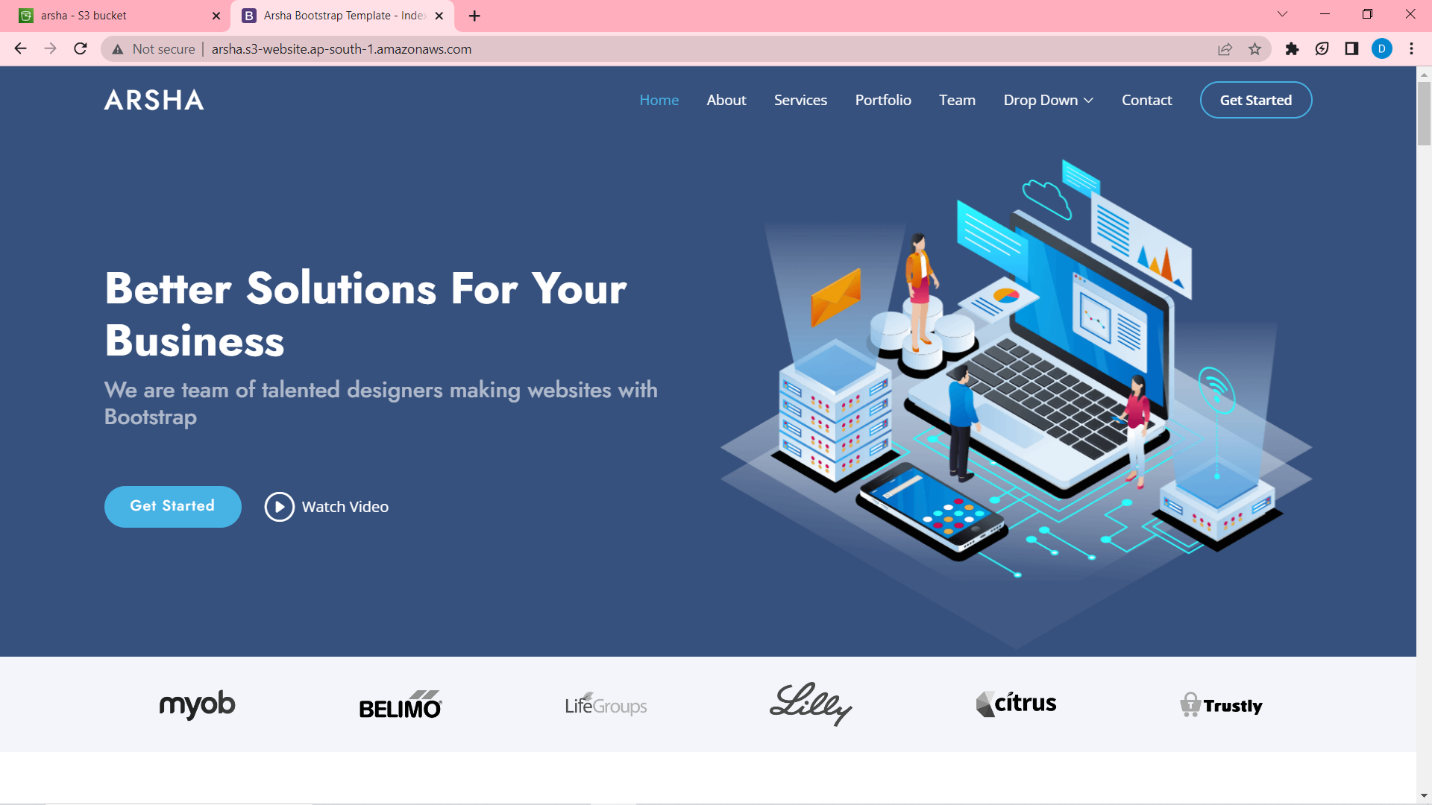 arsha - S3 bucket
Arsha Bootstrap Template - Index
Not secure | arsha.s3-website.ap-south-1.amazonaws.com
D
ARSHA
Home About Services Portfolio Team Drop Down Contact Get Started
Better Solutions For Your
Business
We are team of talented designers making websites with
Bootstrap
Get Started Watch Video
myob BELIMO LifeGroups Lilly citrus Trustly